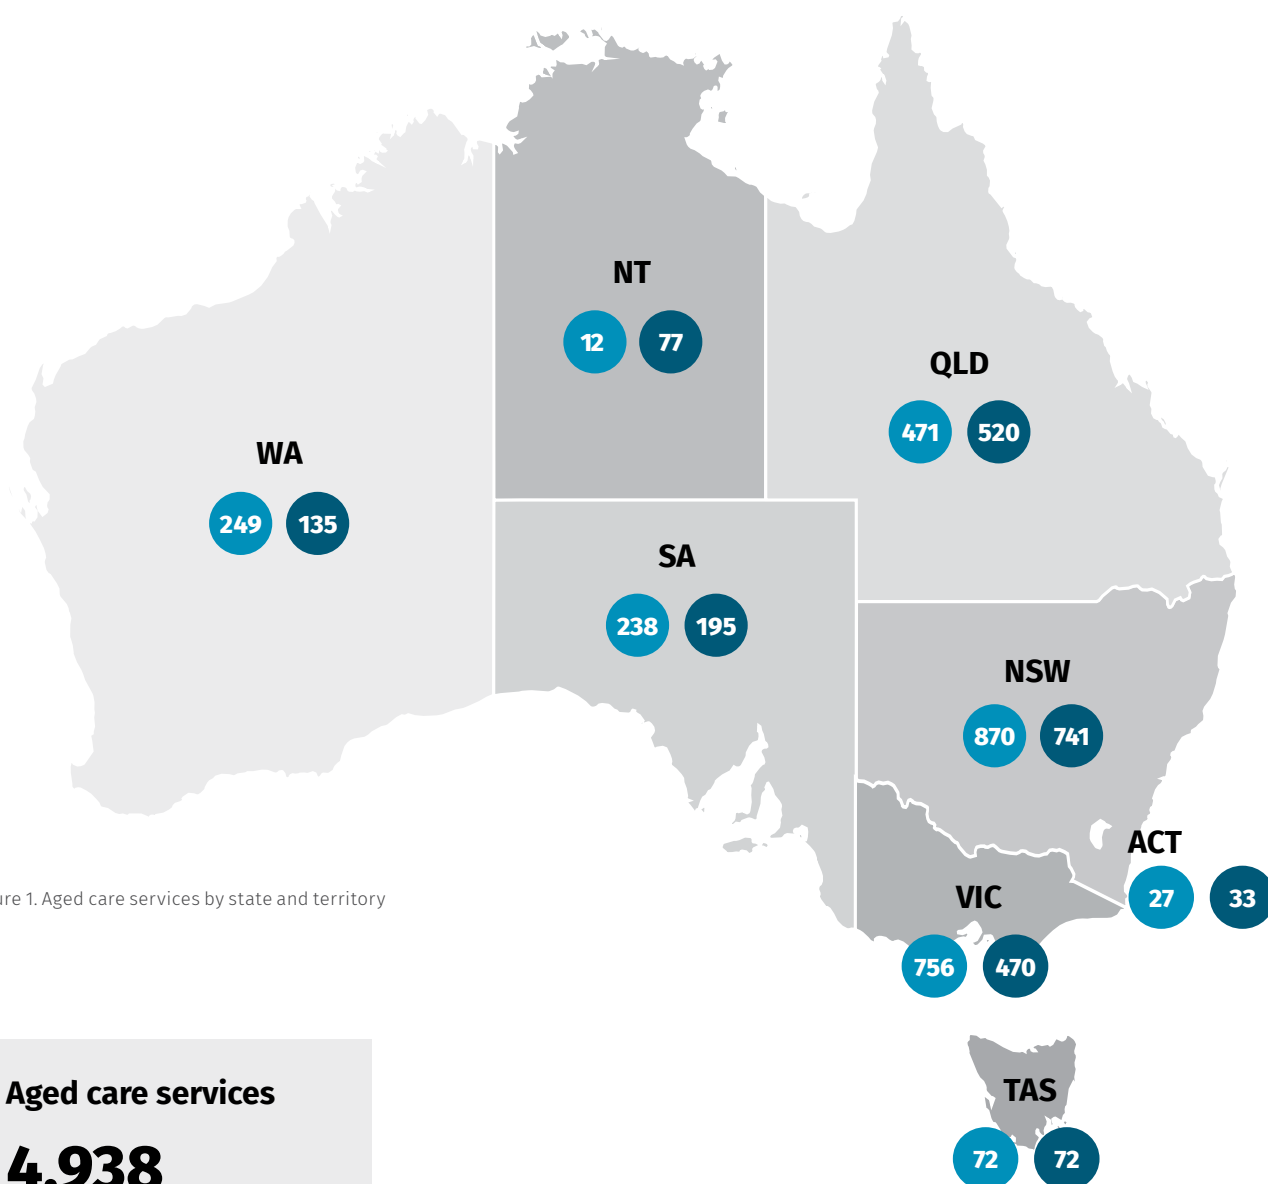 NT
12 77
QLD
471 520
WA
249 135
SA
238 195
NSW
870 741
ACT
27 33
VIC
756 470
1. Aged care services by state and territory
TAS
72 72
Aged care services
4,938